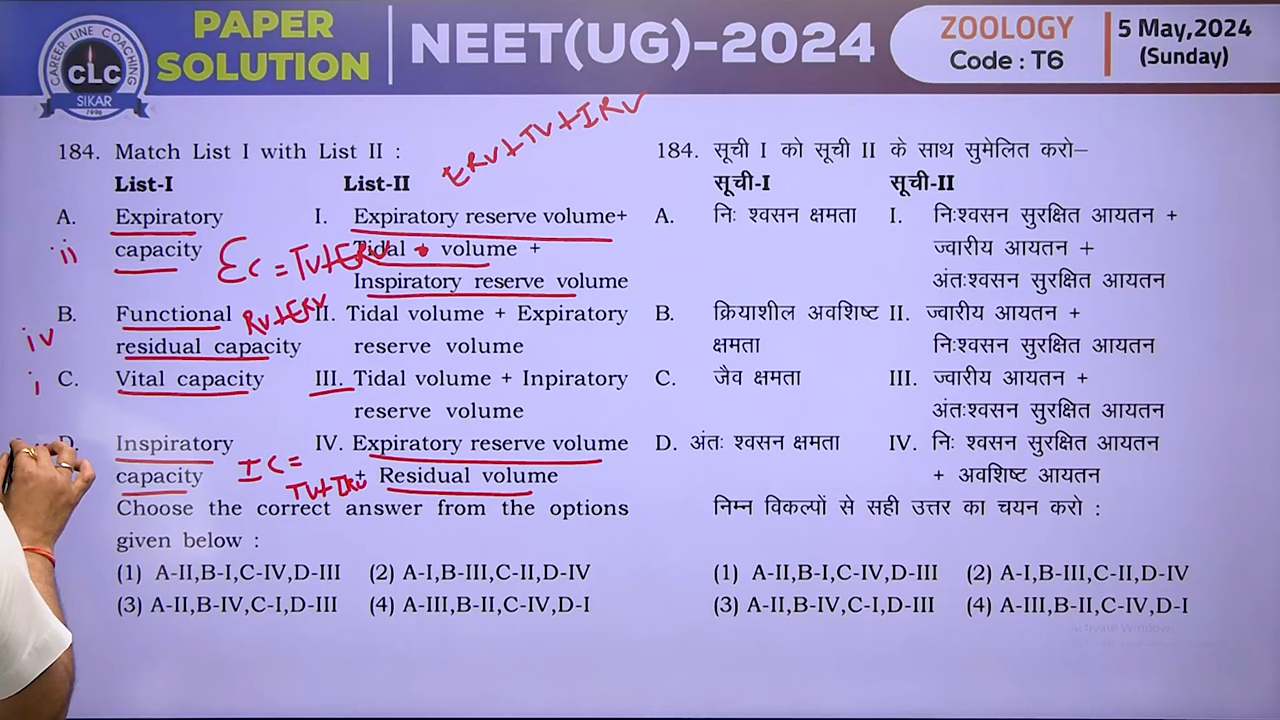 CAREER LINE COACHING
CLC
SIKAR
1996
PAPER
SOLUTION
NEET(UG)-2024
ZOOLOGY
Code : T6
5 May,2024
(Sunday)
ERV+TV+IRV
184. Match List I with List II :
List-I List-II
A. Expiratory I. Expiratory reserve volume+
ii capacity Tidal + volume +
EC = TV+ERV
Inspiratory reserve volume
B. Functional II. Tidal volume + Expiratory
RV+ERV
iv residual capacity reserve volume
i C. Vital capacity III. Tidal volume + Inpiratory
reserve volume
D. Inspiratory IV. Expiratory reserve volume
capacity + Residual volume
IC =
TV+IRV
Choose the correct answer from the options
given below :
(1) A-II,B-I,C-IV,D-III (2) A-I,B-III,C-II,D-IV
(3) A-II,B-IV,C-I,D-III (4) A-III,B-II,C-IV,D-I
184. सूची I को सूची II के साथ सुमेलित करो–
सूची-I सूची-II
A. निः श्वसन क्षमता I. निःश्वसन सुरक्षित आयतन +
ज्वारीय आयतन +
अंतःश्वसन सुरक्षित आयतन
B. क्रियाशील अवशिष्ट II. ज्वारीय आयतन +
क्षमता निःश्वसन सुरक्षित आयतन
C. जैव क्षमता III. ज्वारीय आयतन +
अंतःश्वसन सुरक्षित आयतन
D. अंतः श्वसन क्षमता IV. निः श्वसन सुरक्षित आयतन
+ अवशिष्ट आयतन
निम्न विकल्पों से सही उत्तर का चयन करो :
(1) A-II,B-I,C-IV,D-III (2) A-I,B-III,C-II,D-IV
(3) A-II,B-IV,C-I,D-III (4) A-III,B-II,C-IV,D-I
Activate Windows